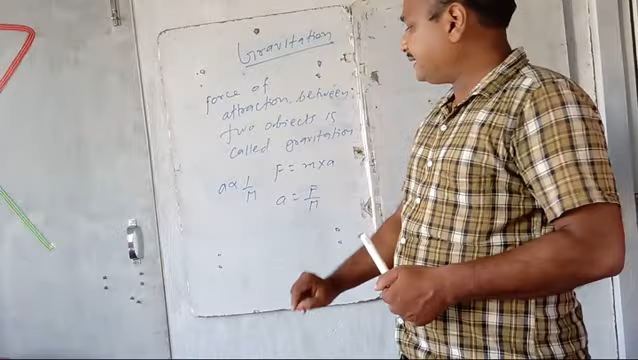 Gravitation
Force of
attraction between
two objects is
called gravitation
F = m x a
a ∝ 1/M
a = F/M